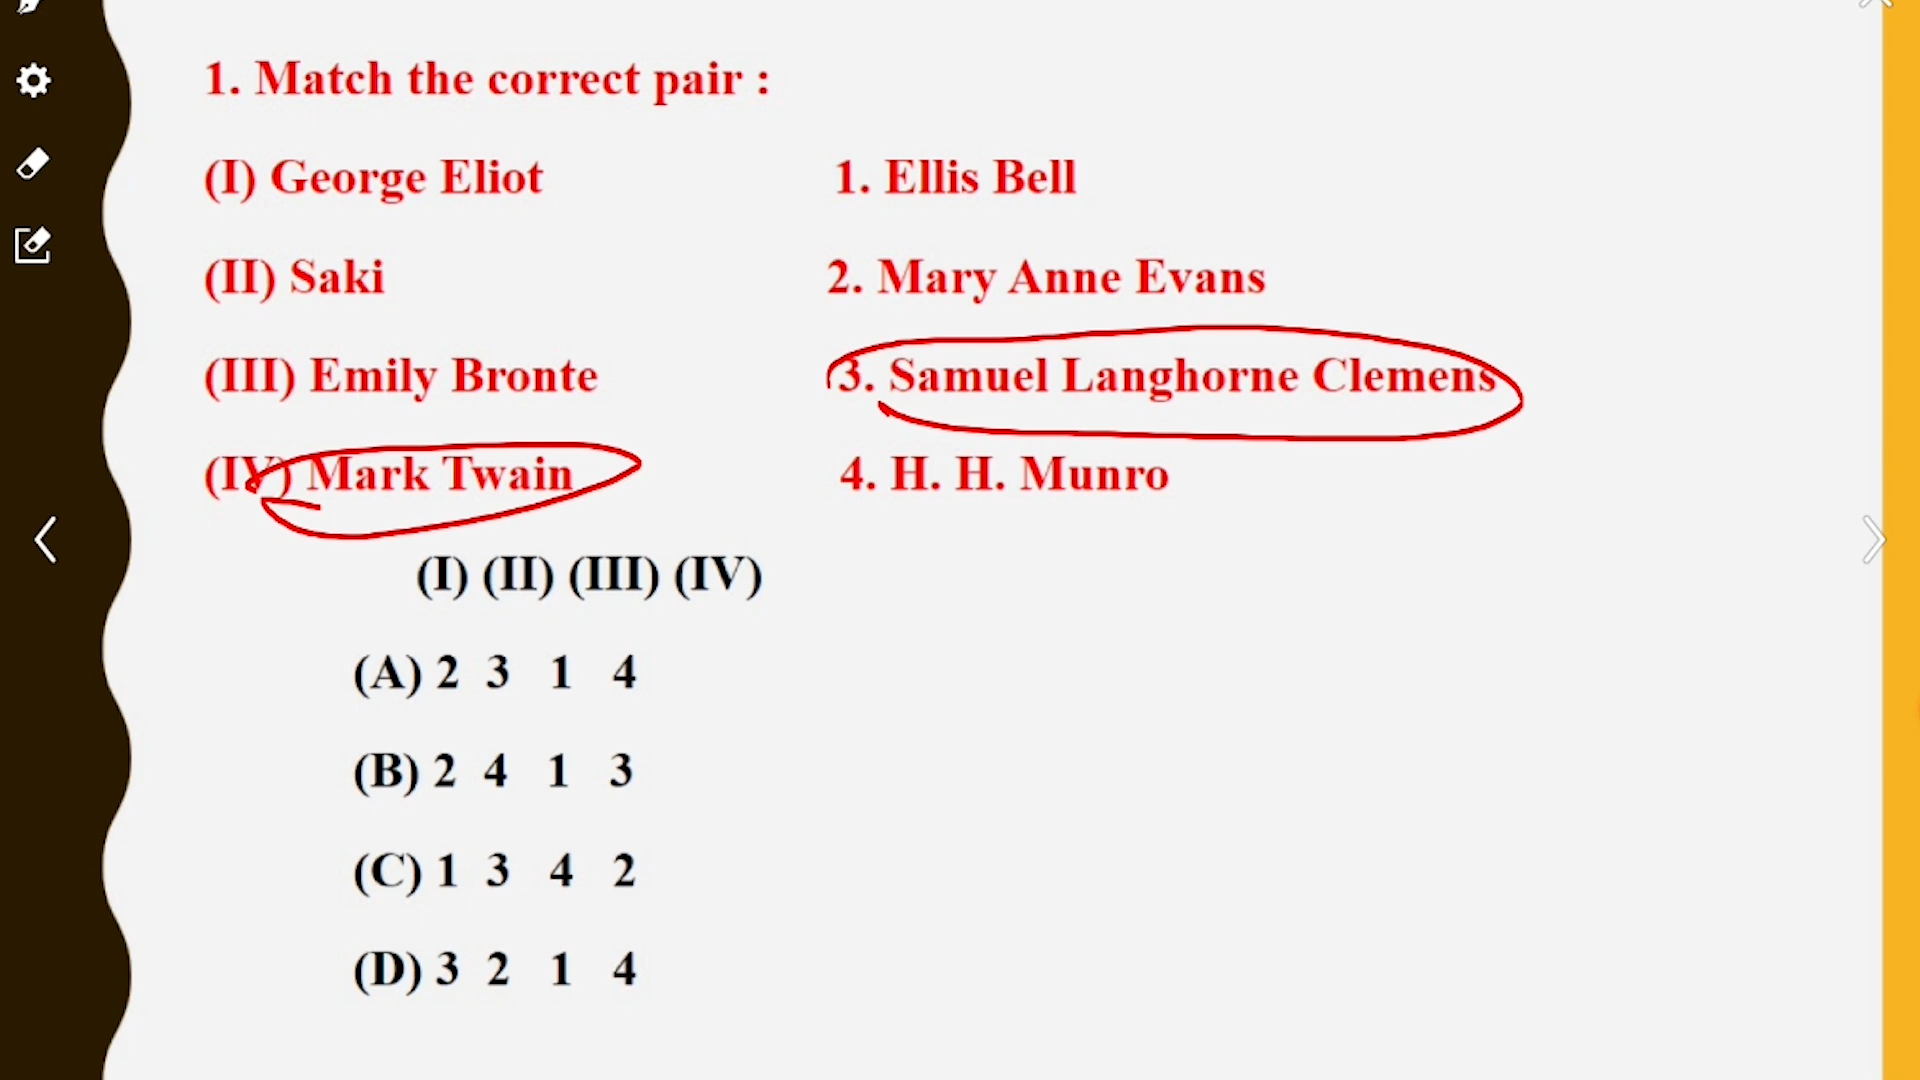 1. Match the correct pair :
(I) George Eliot 1. Ellis Bell
(II) Saki 2. Mary Anne Evans
(III) Emily Bronte 3. Samuel Langhorne Clemens
(IV) Mark Twain 4. H. H. Munro
(I) (II) (III) (IV)
(A) 2 3 1 4
(B) 2 4 1 3
(C) 1 3 4 2
(D) 3 2 1 4